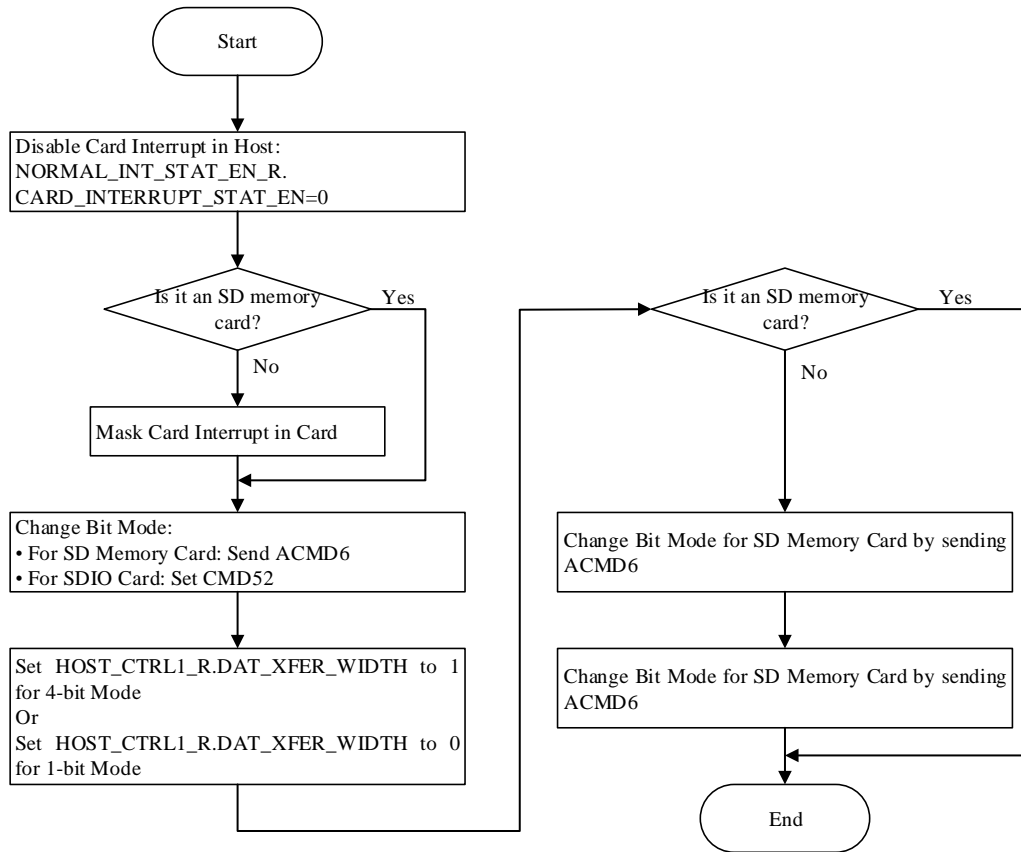 Start
Disable Card Interrupt in Host:
NORMAL_INT_STAT_EN_R.
CARD_INTERRUPT_STAT_EN=0
Is it an SD memory
card?
Yes
No
Mask Card Interrupt in Card
Change Bit Mode:
• For SD Memory Card: Send ACMD6
• For SDIO Card: Set CMD52
Set HOST_CTRL1_R.DAT_XFER_WIDTH to 1
for 4-bit Mode
Or
Set HOST_CTRL1_R.DAT_XFER_WIDTH to 0
for 1-bit Mode
Is it an SD memory
card?
Yes
No
Change Bit Mode for SD Memory Card by sending
ACMD6
Change Bit Mode for SD Memory Card by sending
ACMD6
End